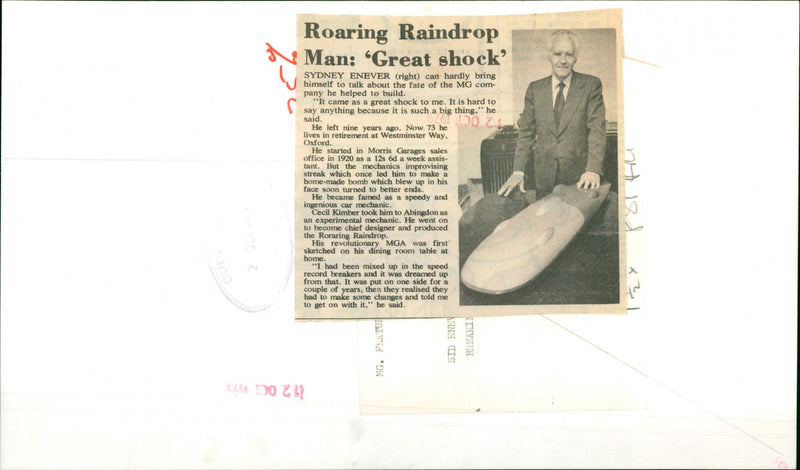 Roaring Raindrop
Man: ‘Great shock’
SYDNEY ENEVER (right) can hardly bring
himself to talk about the fate of the MG com-
pany he helped to build.
"It came as a great shock to me. It is hard to
say anything because it is such a big thing," he
said.
He left nine years ago. Now 73 he
lives in retirement at Westminster Way,
Oxford.
He started in Morris Garages sales
office in 1920 as a 12s 6d a week assis-
tant. But the mechanics improvising
streak which once led him to make a
home-made bomb which blew up in his
face soon turned to better ends.
He became famed as a speedy and
ingenious car mechanic.
Cecil Kimber took him to Abingdon as
an experimental mechanic. He went on
to become chief designer and produced
the Roraring Raindrop.
His revolutionary MGA was first
sketched on his dining room table at
home.
"I had been mixed up in the speed
record breakers and it was dreamed up
from that. It was put on one side for a
couple of years, then they realised they
had to make some changes and told me
to get on with it," he said.
12 OCT 1979
12 OCT 1979
MG. FEATUR
SID ENEV
BREAKIN